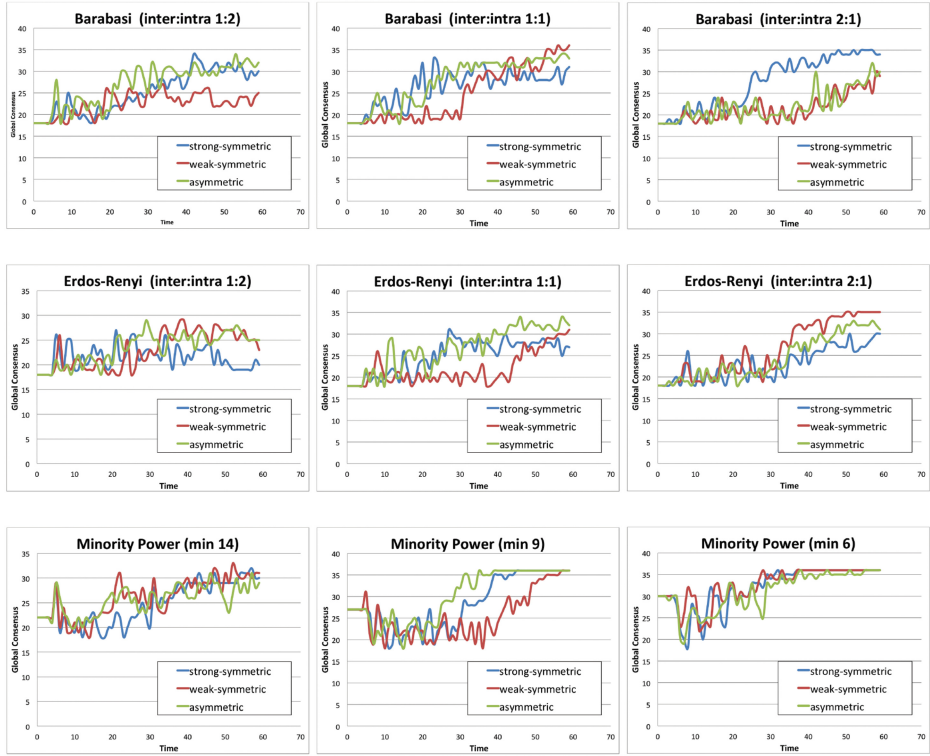 Barabasi (inter:intra 1:2)
40
35
30
25
20
15
10
5
0
Global Consensus
strong-symmetric
weak-symmetric
asymmetric
0 10 20 30 40 50 60 70
Time
Barabasi (inter:intra 1:1)
40
35
30
25
20
15
10
5
0
Global Consensus
strong-symmetric
weak-symmetric
asymmetric
0 10 20 30 40 50 60 70
Time
Barabasi (inter:intra 2:1)
40
35
30
25
20
15
10
5
0
Global Consensus
strong-symmetric
weak-symmetric
asymmetric
0 10 20 30 40 50 60 70
Time
Erdos-Renyi (inter:intra 1:2)
35
30
25
20
15
10
5
0
Global Consensus
strong-symmetric
weak-symmetric
asymmetric
0 10 20 30 40 50 60 70
Time
Erdos-Renyi (inter:intra 1:1)
40
35
30
25
20
15
10
5
0
Global Consensus
strong-symmetric
weak-symmetric
asymmetric
0 10 20 30 40 50 60 70
Time
Erdos-Renyi (inter:intra 2:1)
40
35
30
25
20
15
10
5
0
Global Consensus
strong-symmetric
weak-symmetric
asymmetric
0 10 20 30 40 50 60 70
Time
Minority Power (min 14)
35
30
25
20
15
10
5
0
Global Consensus
strong-symmetric
weak-symmetric
asymmetric
0 10 20 30 40 50 60 70
Time
Minority Power (min 9)
40
35
30
25
20
15
10
5
0
Global Consensus
strong-symmetric
weak-symmetric
asymmetric
0 10 20 30 40 50 60 70
Time
Minority Power (min 6)
40
35
30
25
20
15
10
5
0
Global Consensus
strong-symmetric
weak-symmetric
asymmetric
0 10 20 30 40 50 60 70
Time